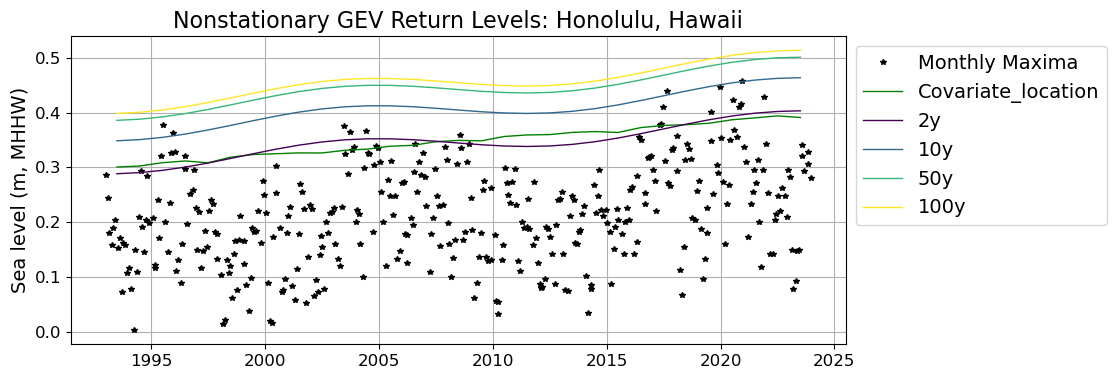 Nonstationary GEV Return Levels: Honolulu, Hawaii
Sea level (m, MHHW)
0.5
0.4
0.3
0.2
0.1
0.0
1995 2000 2005 2010 2015 2020 2025
Monthly Maxima
Covariate_location
2y
10y
50y
100y